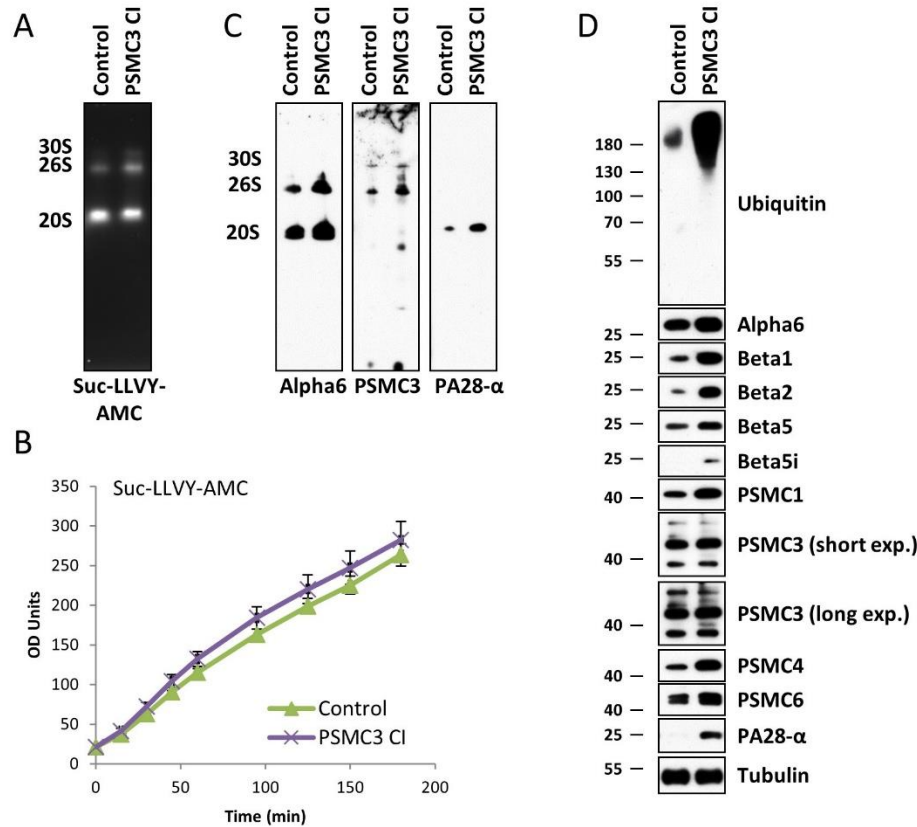 A
Control
PSMC3 CI
30S
26S
20S
Suc-LLVY-
AMC
B
Suc-LLVY-AMC
OD Units
350
300
250
200
150
100
50
0
0
50
100
150
200
Time (min)
Control
PSMC3 CI
C
Control
PSMC3 CI
Control
PSMC3 CI
Control
PSMC3 CI
30S
26S
20S
Alpha6
PSMC3
PA28-α
D
Control
PSMC3 CI
180
130
100
70
55
Ubiquitin
25
Alpha6
25
Beta1
25
Beta2
25
Beta5
25
Beta5i
40
PSMC1
40
PSMC3 (short exp.)
40
PSMC3 (long exp.)
40
PSMC4
40
PSMC6
25
PA28-α
55
Tubulin